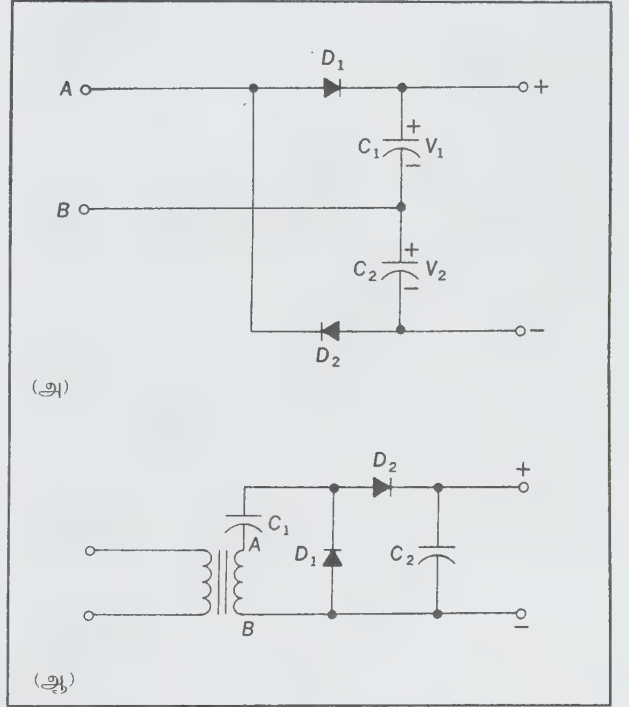 D₁
A +
+
C₁ V₁
−
B
+
C₂ V₂
−
−
D₂
(அ)
D₂
+
C₁
A
D₁ C₂
B
−
(ஆ)